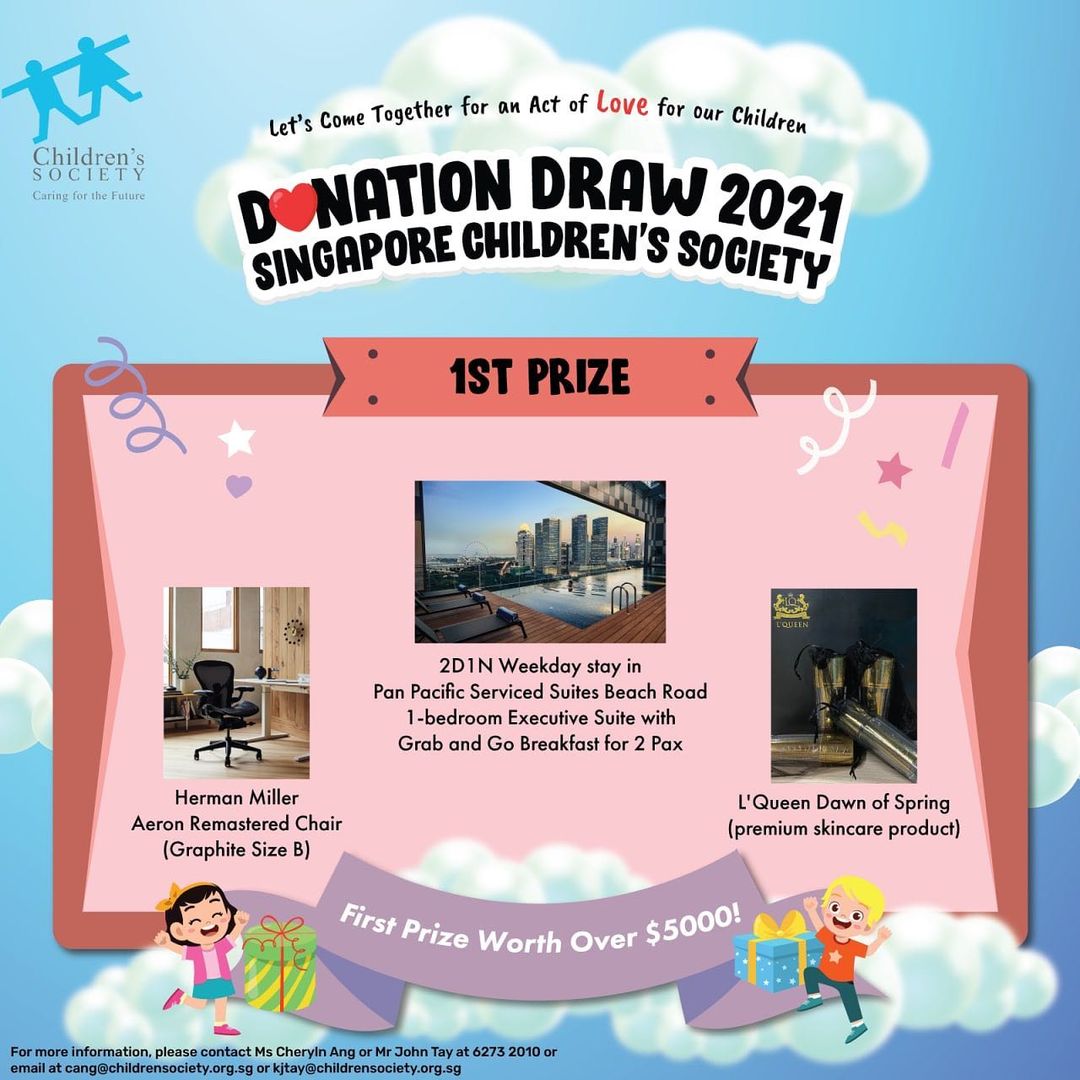 Children's
SOCIETY
Caring for the Future
Let's Come Together for an Act of Love for our Children
DONATION DRAW 2021
SINGAPORE CHILDREN'S SOCIETY
1ST PRIZE
2D1N Weekday stay in
Pan Pacific Serviced Suites Beach Road
1-bedroom Executive Suite with
Grab and Go Breakfast for 2 Pax
Herman Miller
Aeron Remastered Chair
(Graphite Size B)
LQ
L'QUEEN
L'Queen Dawn of Spring
(premium skincare product)
First Prize Worth Over $5000!
For more information, please contact Ms Cheryln Ang or Mr John Tay at 6273 2010 or
email at cang@childrensociety.org.sg or kjtay@childrensociety.org.sg